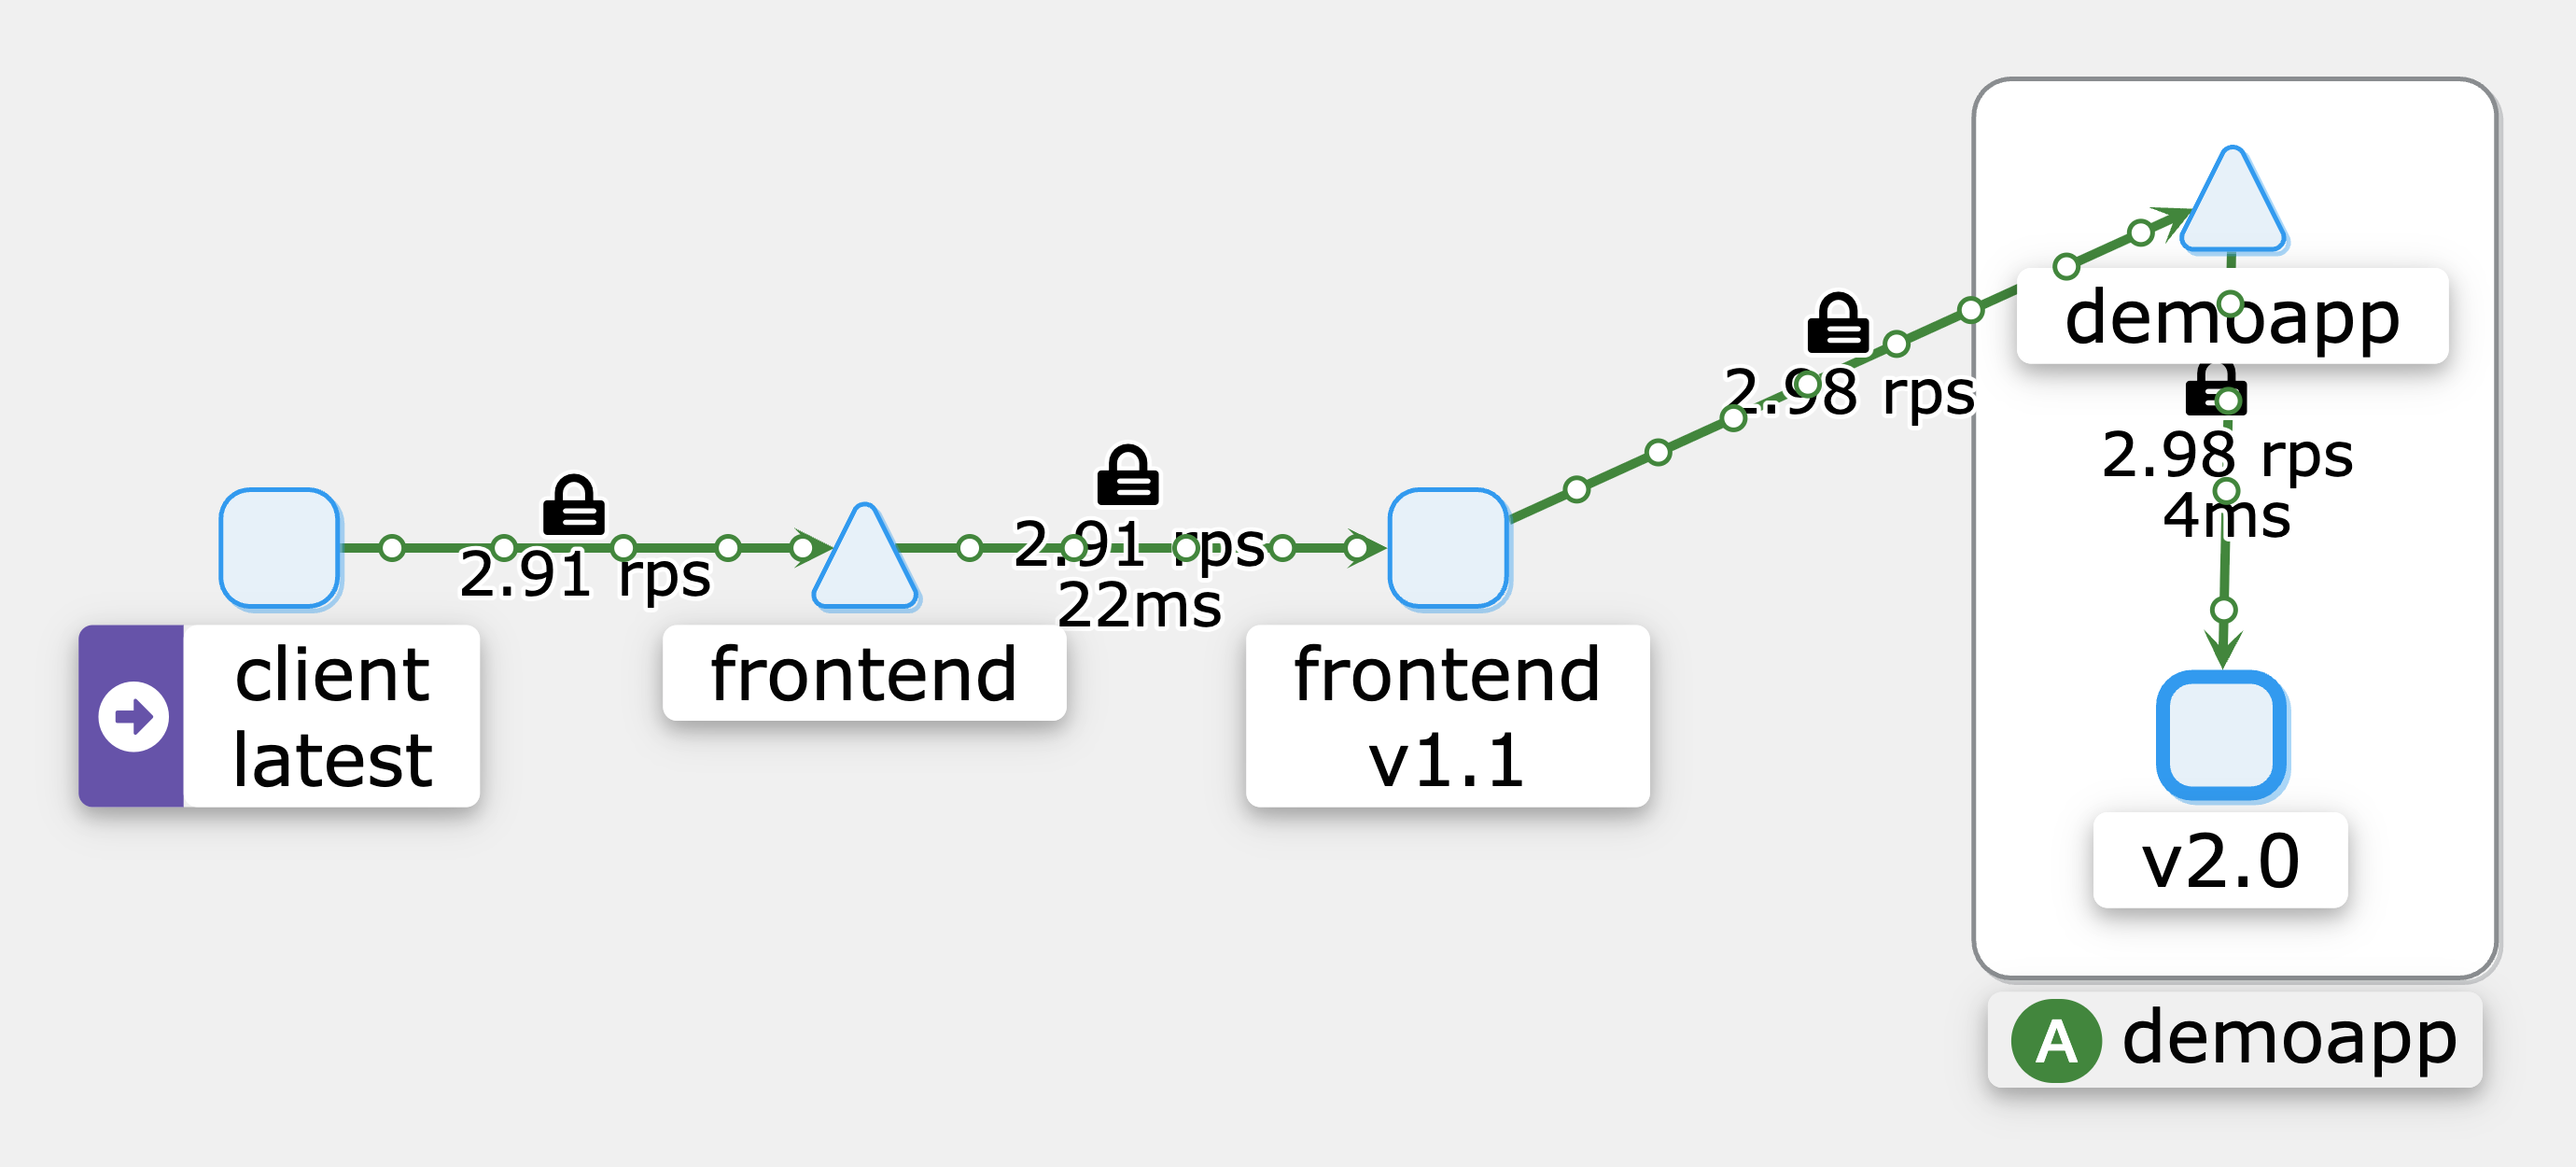 client
latest
2.91 rps
frontend
2.91 rps
22ms
frontend
v1.1
2.98 rps
demoapp
2.98 rps
4ms
v2.0
A demoapp